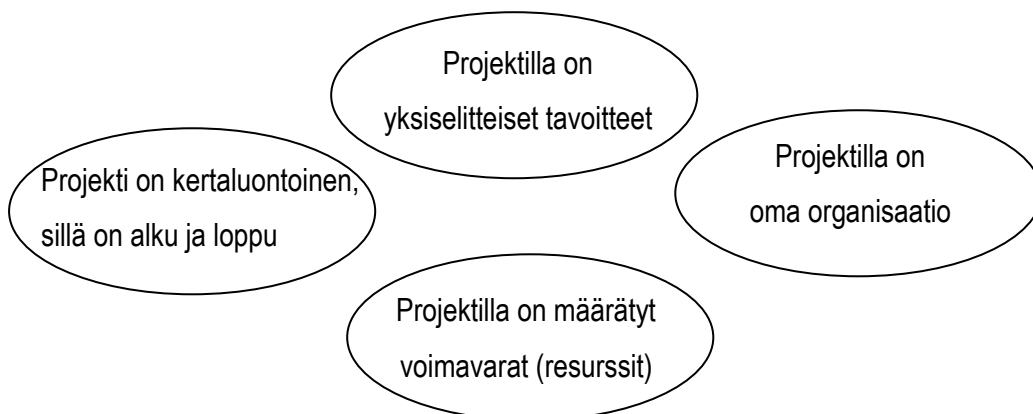 Projektilla on
yksiselitteiset tavoitteet
Projekti on kertaluontoinen,
sillä on alku ja loppu
Projektilla on
oma organisaatio
Projektilla on määrätyt
voimavarat (resurssit)